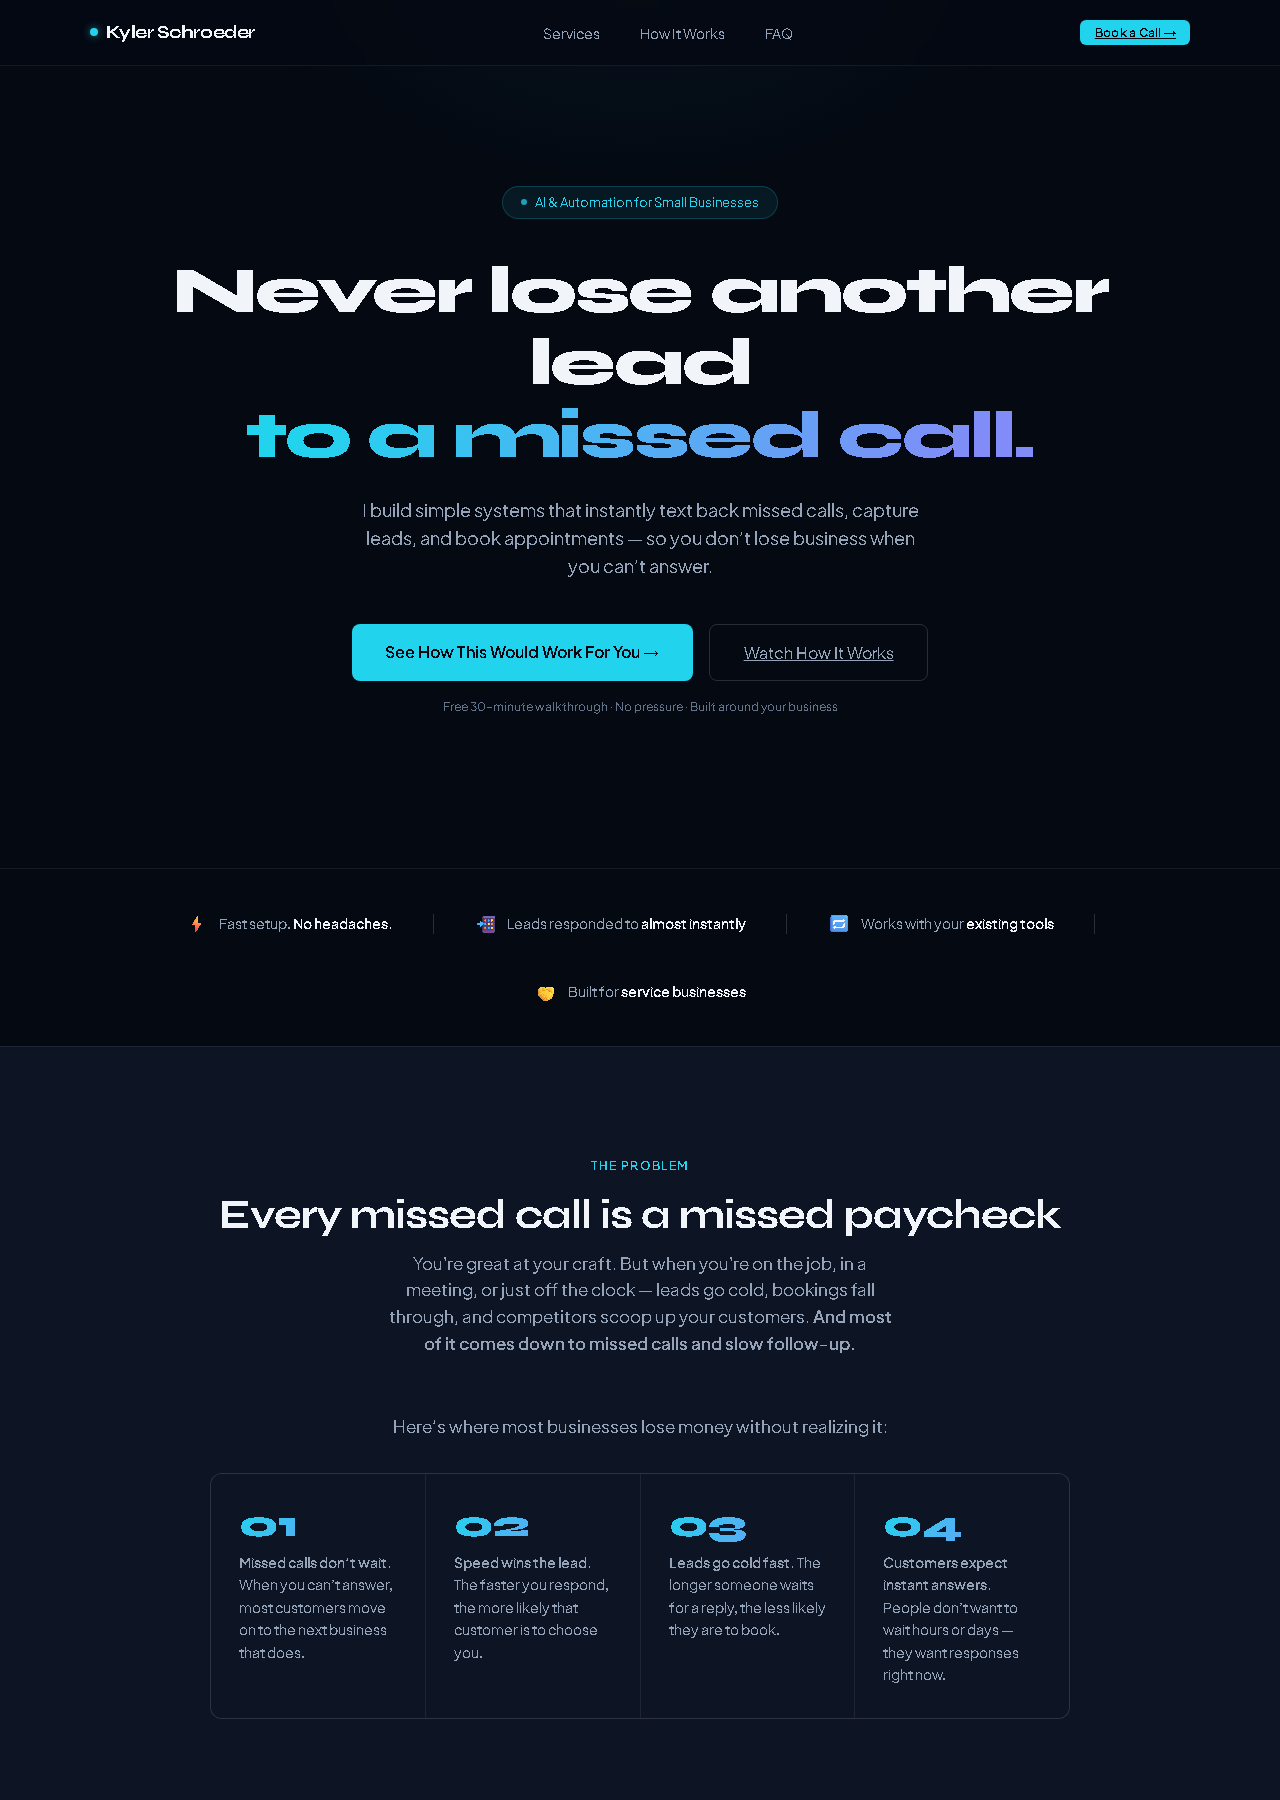 Kyler Schroeder
Services
How It Works
FAQ
Book a Call →
AI & Automation for Small Businesses
Never lose another
lead
to a missed call.
I build simple systems that instantly text back missed calls, capture
leads, and book appointments — so you don’t lose business when
you can’t answer.
See How This Would Work For You →
Watch How It Works
Free 30-minute walkthrough · No pressure · Built around your business
Fast setup. No headaches.
Leads responded to almost instantly
Works with your existing tools
Built for service businesses
THE PROBLEM
Every missed call is a missed paycheck
You’re great at your craft. But when you’re on the job, in a
meeting, or just off the clock — leads go cold, bookings fall
through, and competitors scoop up your customers. And most
of it comes down to missed calls and slow follow-up.
Here’s where most businesses lose money without realizing it:
01
Missed calls don’t wait.
When you can’t answer,
most customers move
on to the next business
that does.
02
Speed wins the lead.
The faster you respond,
the more likely that
customer is to choose
you.
03
Leads go cold fast. The
longer someone waits
for a reply, the less likely
they are to book.
04
Customers expect
instant answers.
People don’t want to
wait hours or days —
they want responses
right now.